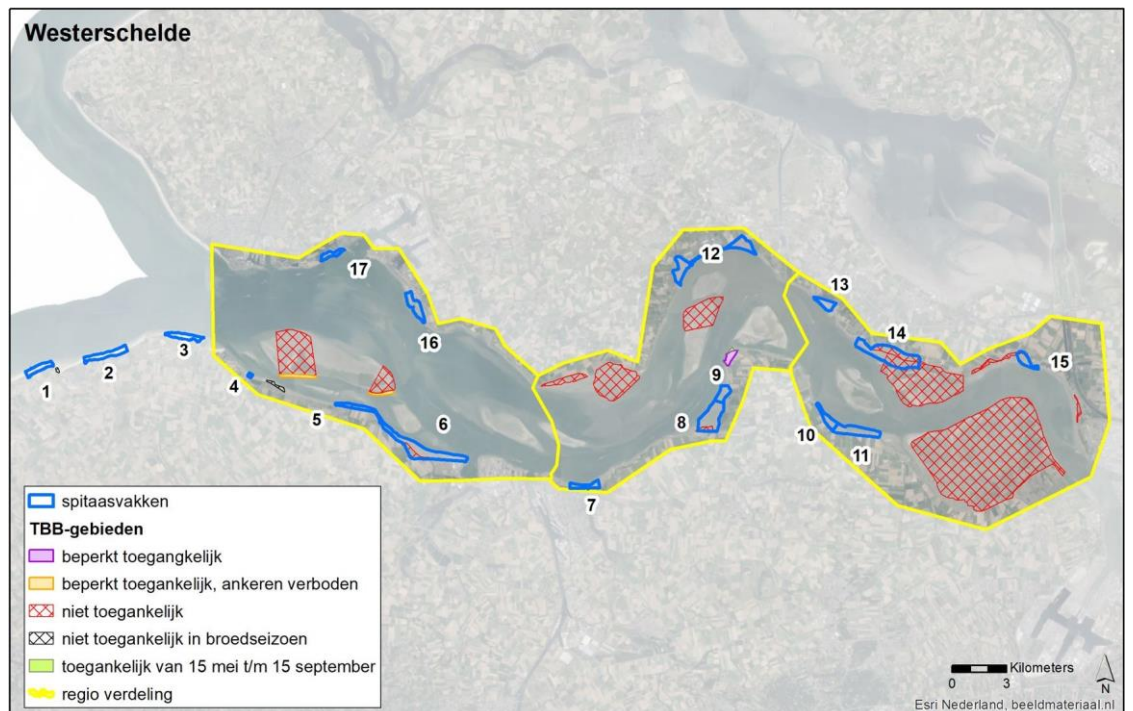 Westerschelde
1
2
3
4
5
6
7
8
9
10
11
12
13
14
15
16
17
spitaasvakken
TBB-gebieden
beperkt toegangkelijk
beperkt toegankelijk, ankeren verboden
niet toegankelijk
niet toegankelijk in broedseizoen
toegankelijk van 15 mei t/m 15 september
regio verdeling
Kilometers
0 3
N
Esri Nederland, beeldmateriaal.nl